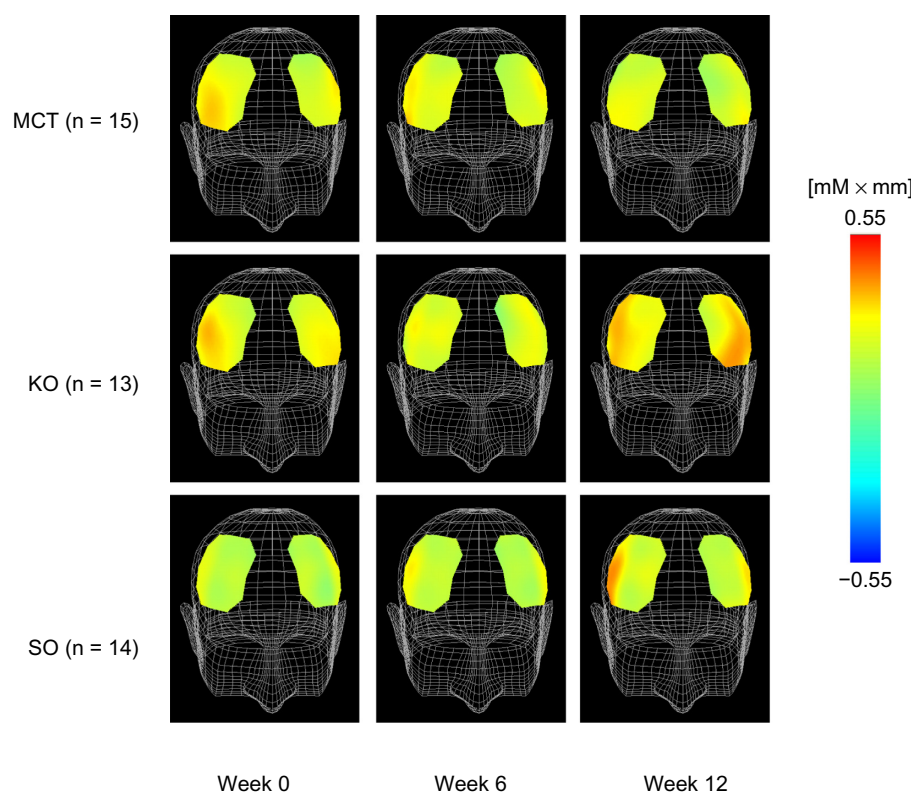 MCT (n = 15)
[mM × mm]
0.55
KO (n = 13)
−0.55
SO (n = 14)
Week 0
Week 6
Week 12